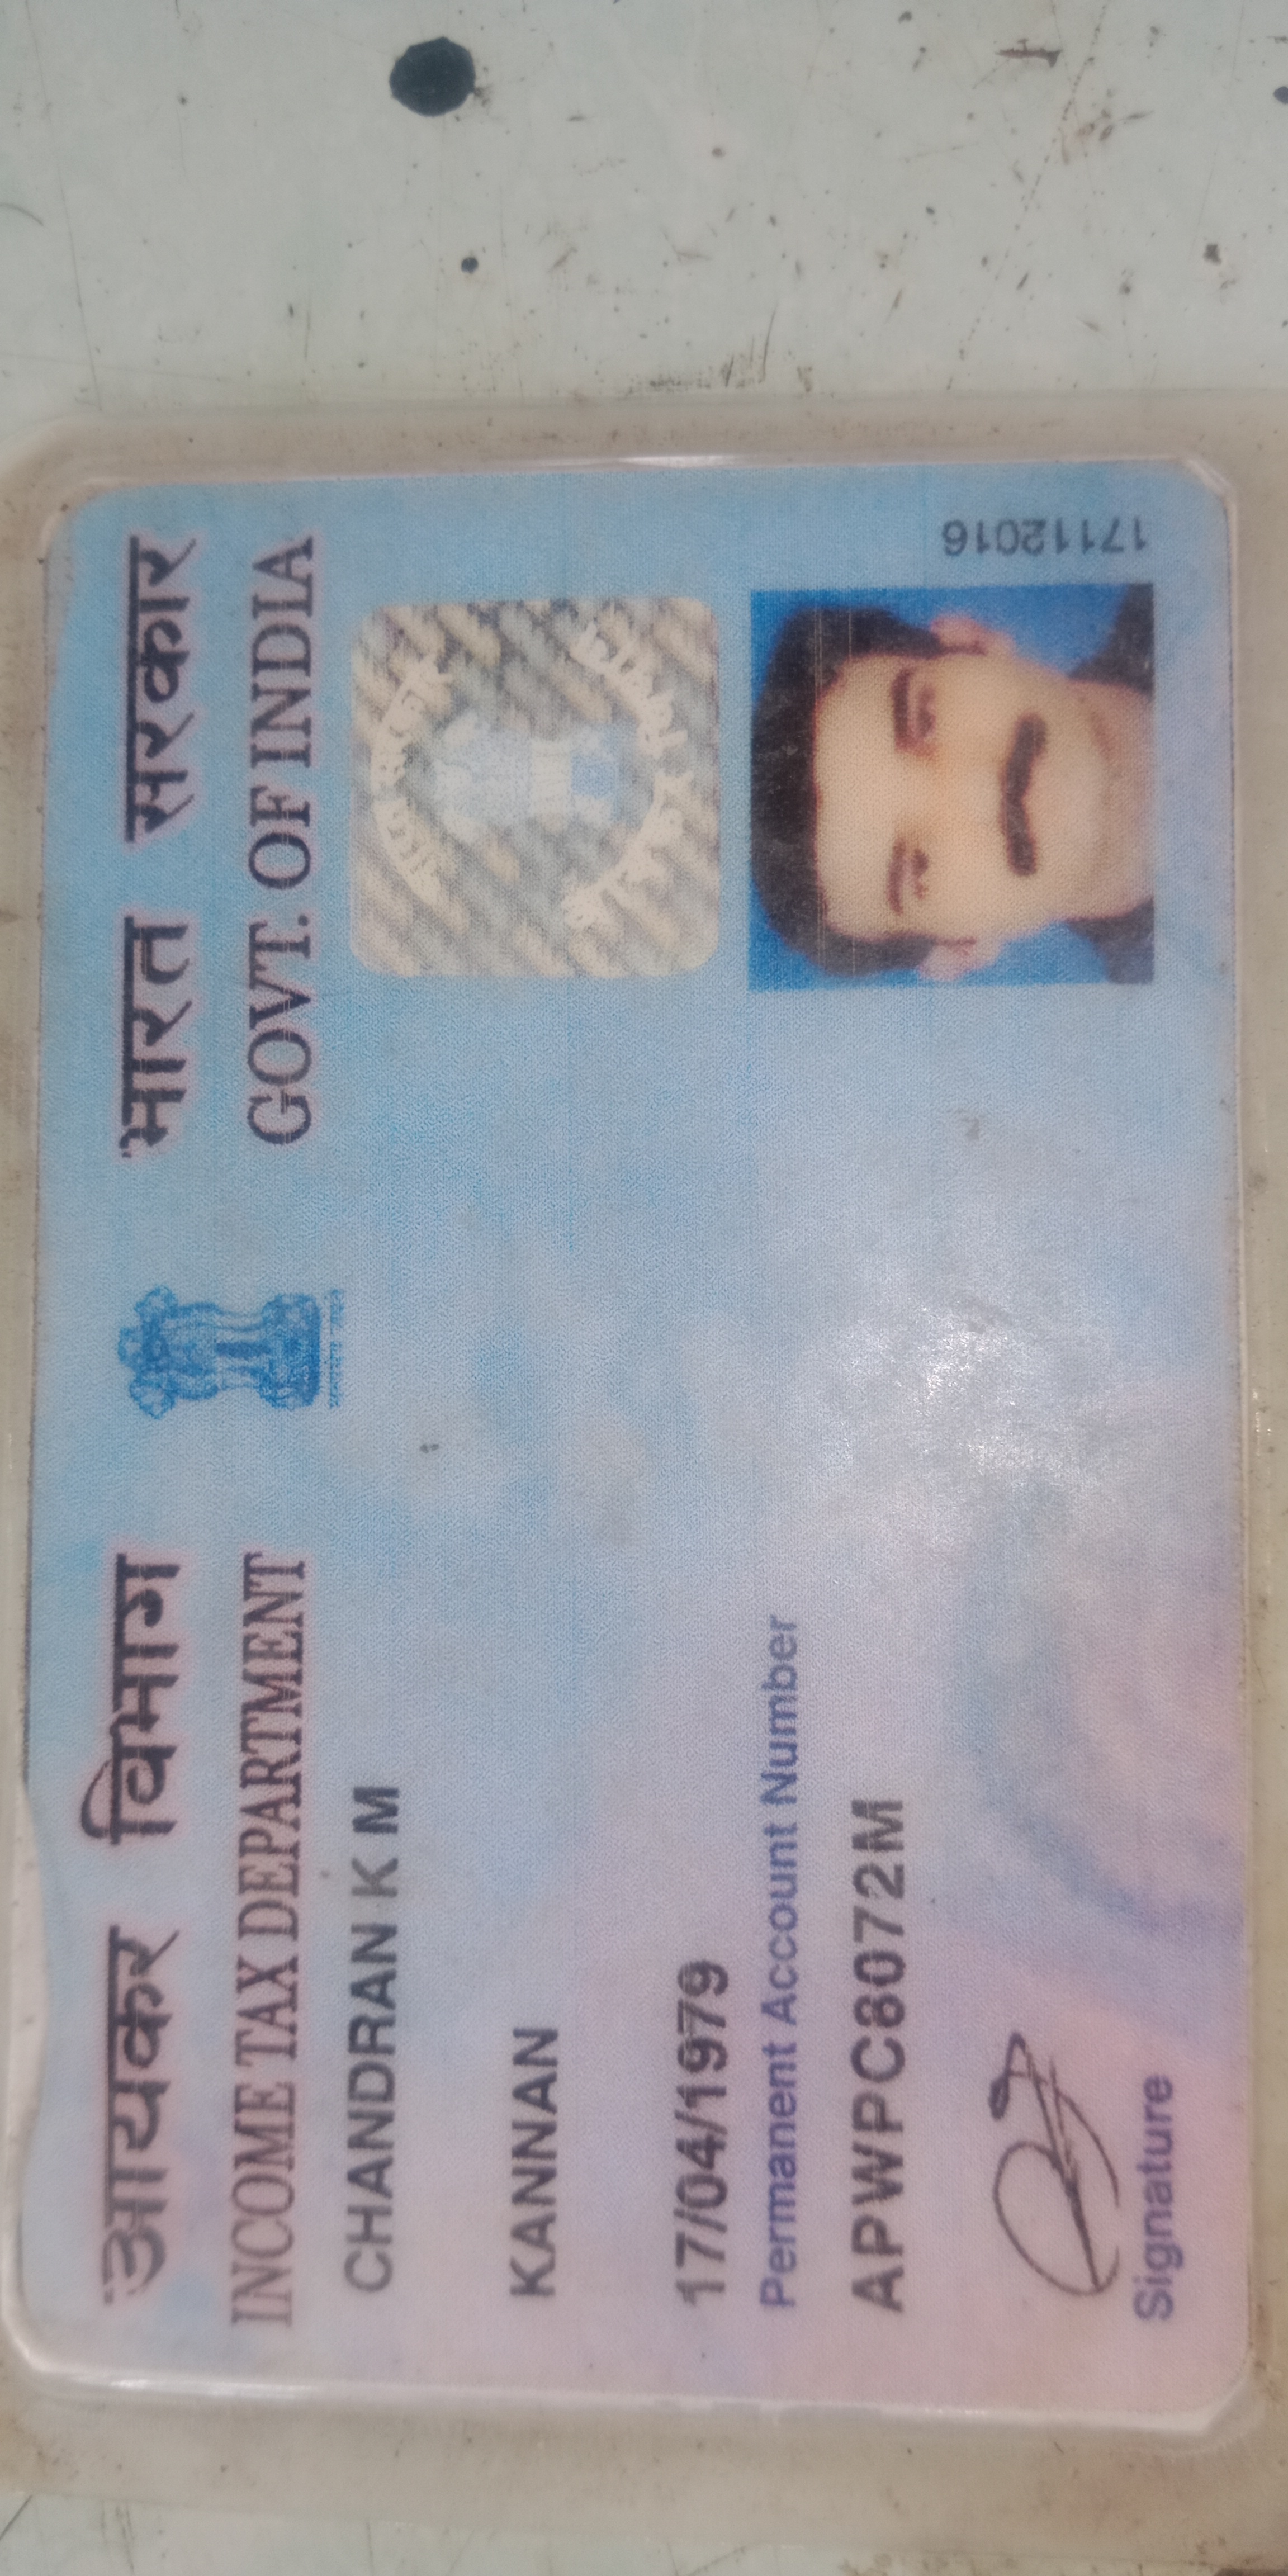 आयकर विभाग
INCOME TAX DEPARTMENT
भारत सरकार
GOVT. OF INDIA
CHANDRAN K M
KANNAN
17/04/1979
Permanent Account Number
APWPC8072M
Signature
17112016